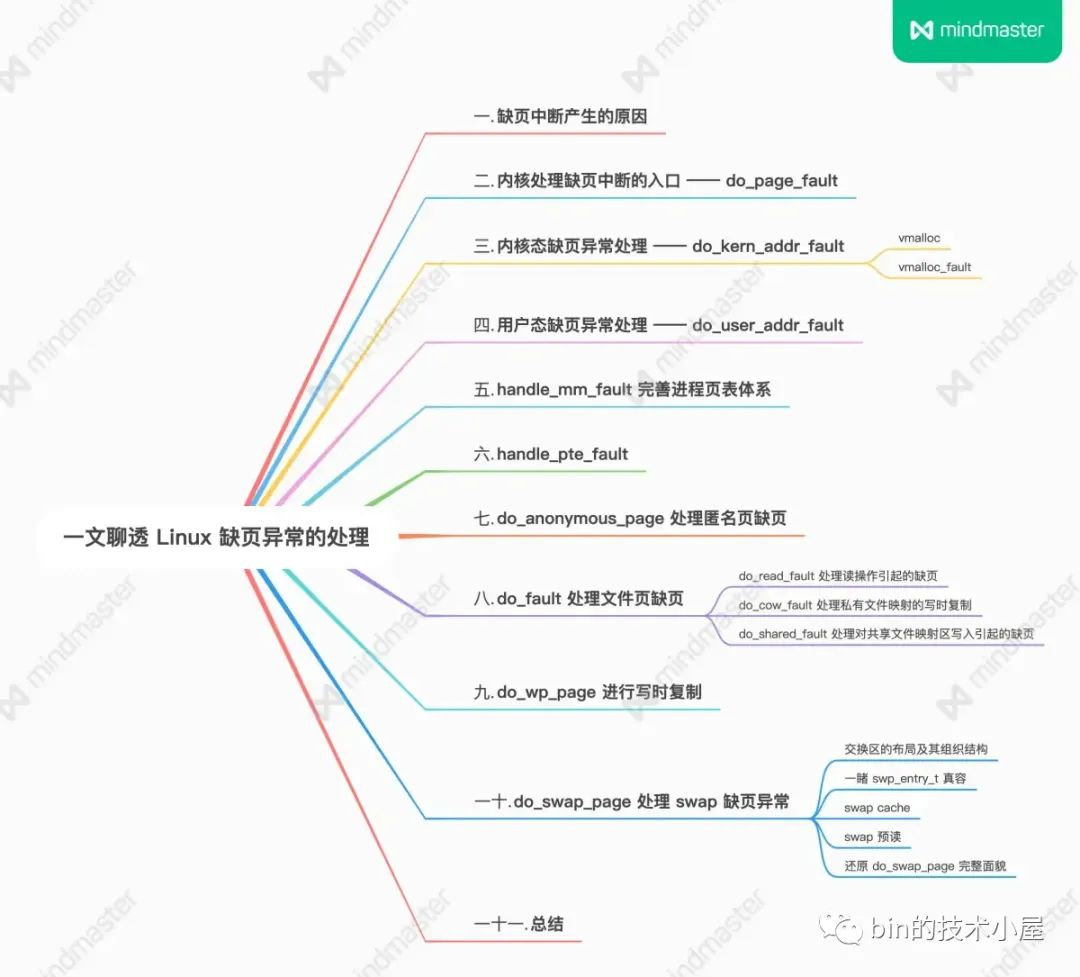 mindmaster
一.缺页中断产生的原因
二.内核处理缺页中断的入口 —— do_page_fault
三.内核态缺页异常处理 —— do_kern_addr_fault
vmalloc
vmalloc_fault
四.用户态缺页异常处理 —— do_user_addr_fault
五.handle_mm_fault 完善进程页表体系
六.handle_pte_fault
七.do_anonymous_page 处理匿名页缺页
一文聊透 Linux 缺页异常的处理
八.do_fault 处理文件页缺页
do_read_fault 处理读操作引起的缺页
do_cow_fault 处理私有文件映射的写时复制
do_shared_fault 处理对共享文件映射区写入引起的缺页
九.do_wp_page 进行写时复制
一十.do_swap_page 处理 swap 缺页异常
交换区的布局及其组织结构
一睹 swp_entry_t 真容
swap cache
swap 预读
还原 do_swap_page 完整面貌
一十一.总结
bin的技术小屋